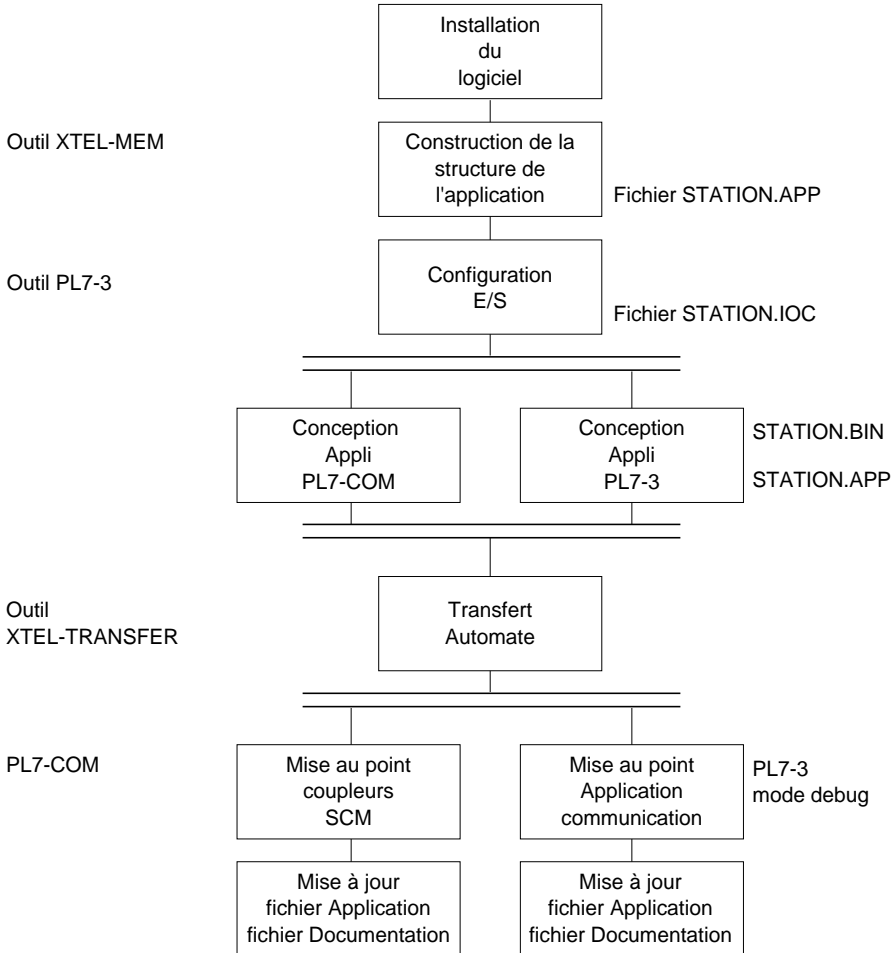 Installation
du
logiciel
Outil XTEL-MEM
Construction de la
structure de
l'application
Fichier STATION.APP
Outil PL7-3
Configuration
E/S
Fichier STATION.IOC
Conception
Appli
PL7-COM
Conception
Appli
PL7-3
STATION.BIN
STATION.APP
Outil
XTEL-TRANSFER
Transfert
Automate
PL7-COM
Mise au point
coupleurs
SCM
Mise au point
Application
communication
PL7-3
mode debug
Mise à jour
fichier Application
fichier Documentation
Mise à jour
fichier Application
fichier Documentation